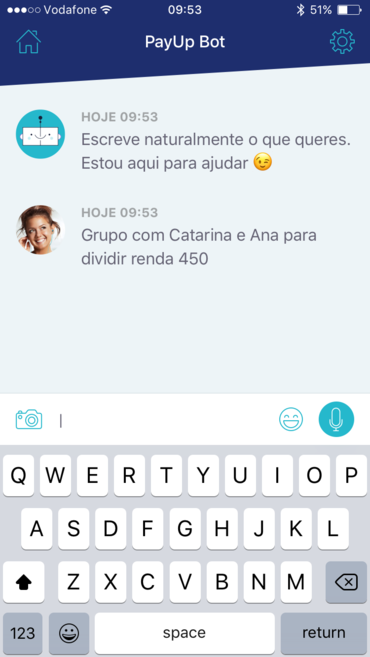 Vodafone 09:53 51%
PayUp Bot
HOJE 09:53
Escreve naturalmente o que queres.
Estou aqui para ajudar 😉
HOJE 09:53
Grupo com Catarina e Ana para
dividir renda 450
Q W E R T Y U I O P
A S D F G H J K L
Z X C V B N M
123 space return